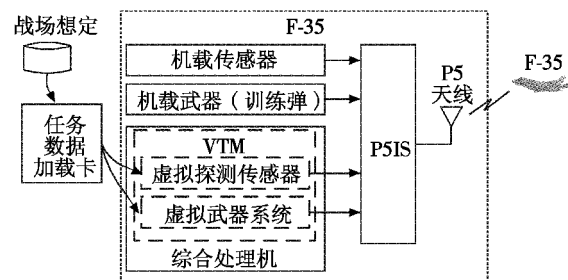 战场想定
任务
数据
加载卡
F-35
机载传感器
机载武器（训练弹）
VTM
虚拟探测传感器
虚拟武器系统
综合处理机
P5IS
P5
天线
F-35